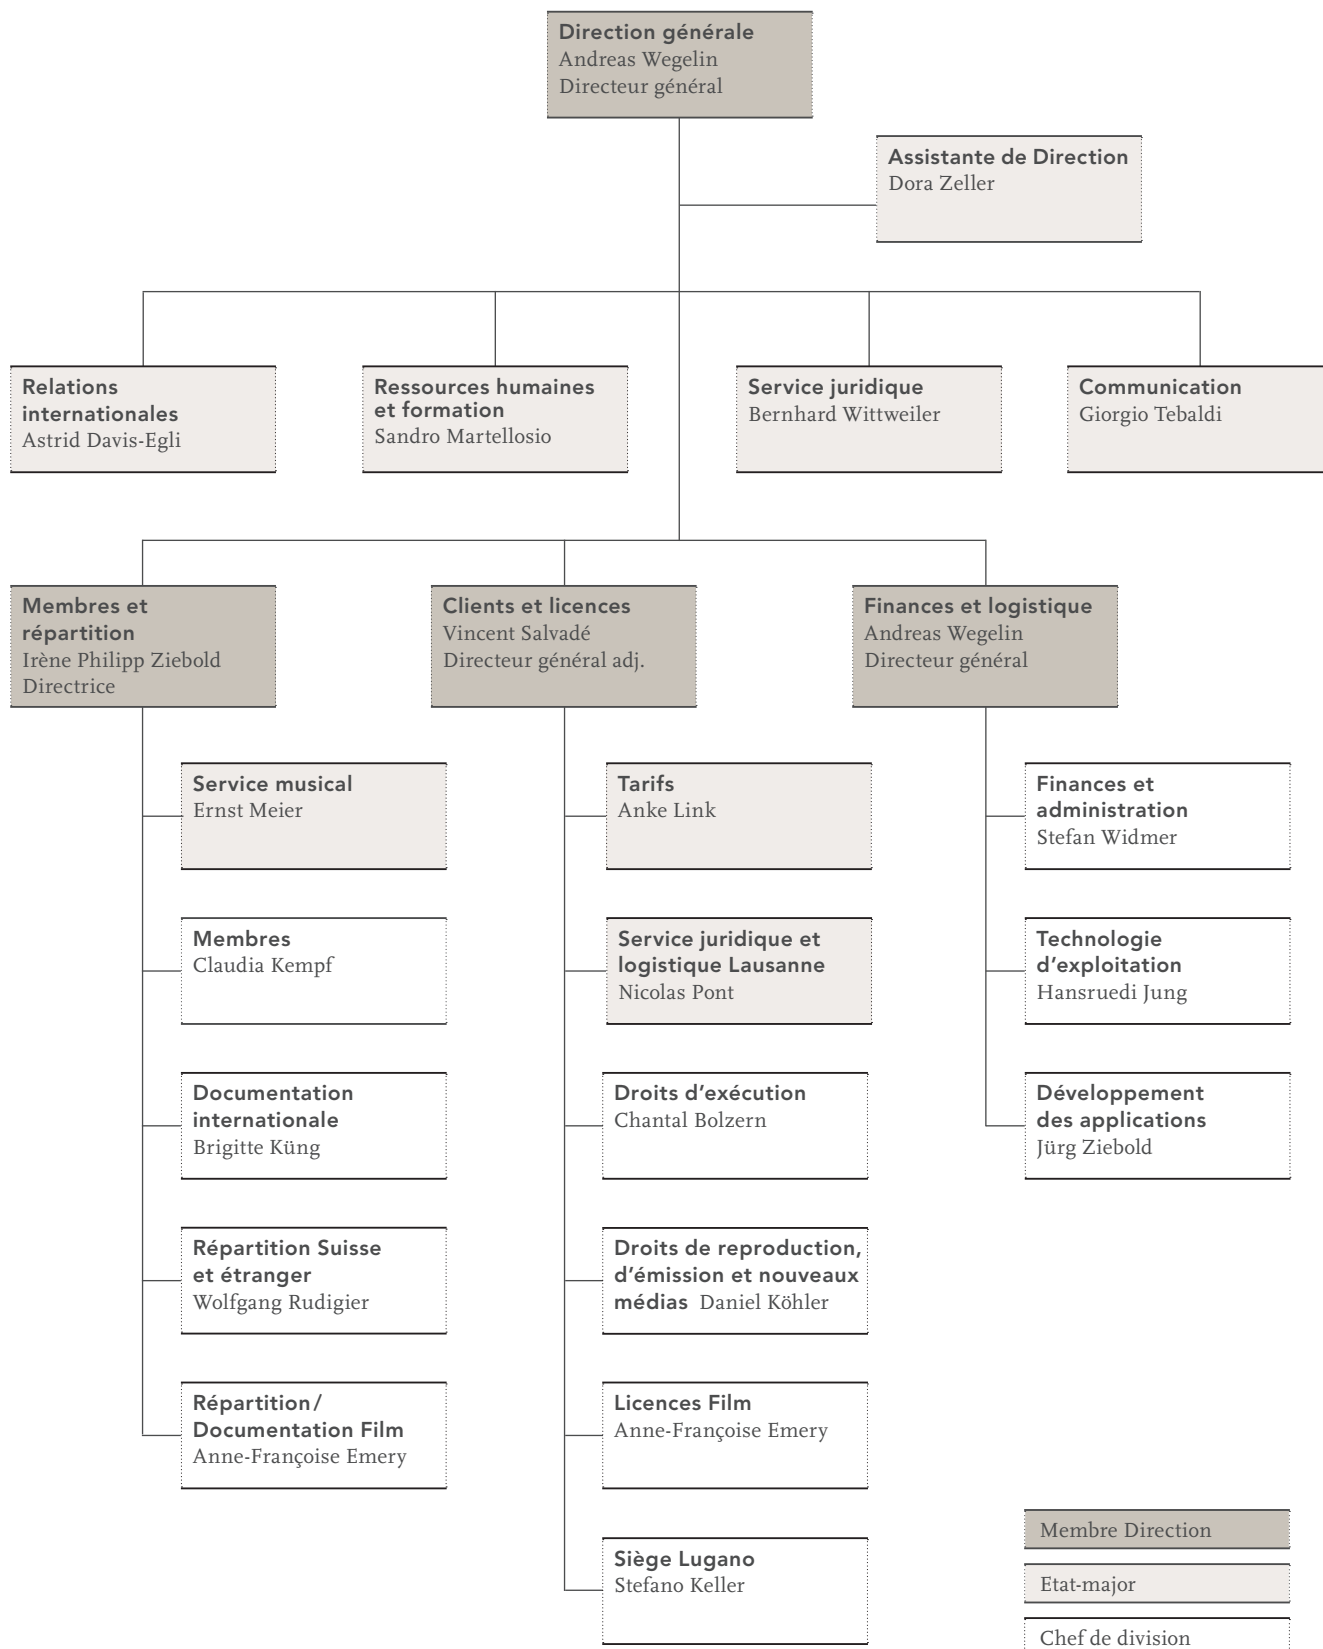 Direction générale
Andreas Wegelin
Directeur général
Assistante de Direction
Dora Zeller
Relations
internationales
Astrid Davis-Egli
Ressources humaines
et formation
Sandro Martellosio
Service juridique
Bernhard Wittweiler
Communication
Giorgio Tebaldi
Membres et
répartition
Irène Philipp Ziebold
Directrice
Clients et licences
Vincent Salvadé
Directeur général adj.
Finances et logistique
Andreas Wegelin
Directeur général
Service musical
Ernst Meier
Membres
Claudia Kempf
Documentation
internationale
Brigitte Küng
Répartition Suisse
et étranger
Wolfgang Rudigier
Répartition/
Documentation Film
Anne-Françoise Emery
Tarifs
Anke Link
Service juridique et
logistique Lausanne
Nicolas Pont
Droits d’exécution
Chantal Bolzern
Droits de reproduction,
d’émission et nouveaux
médias Daniel Köhler
Licences Film
Anne-Françoise Emery
Siège Lugano
Stefano Keller
Finances et
administration
Stefan Widmer
Technologie
d’exploitation
Hansruedi Jung
Développement
des applications
Jürg Ziebold
Membre Direction
Etat-major
Chef de division